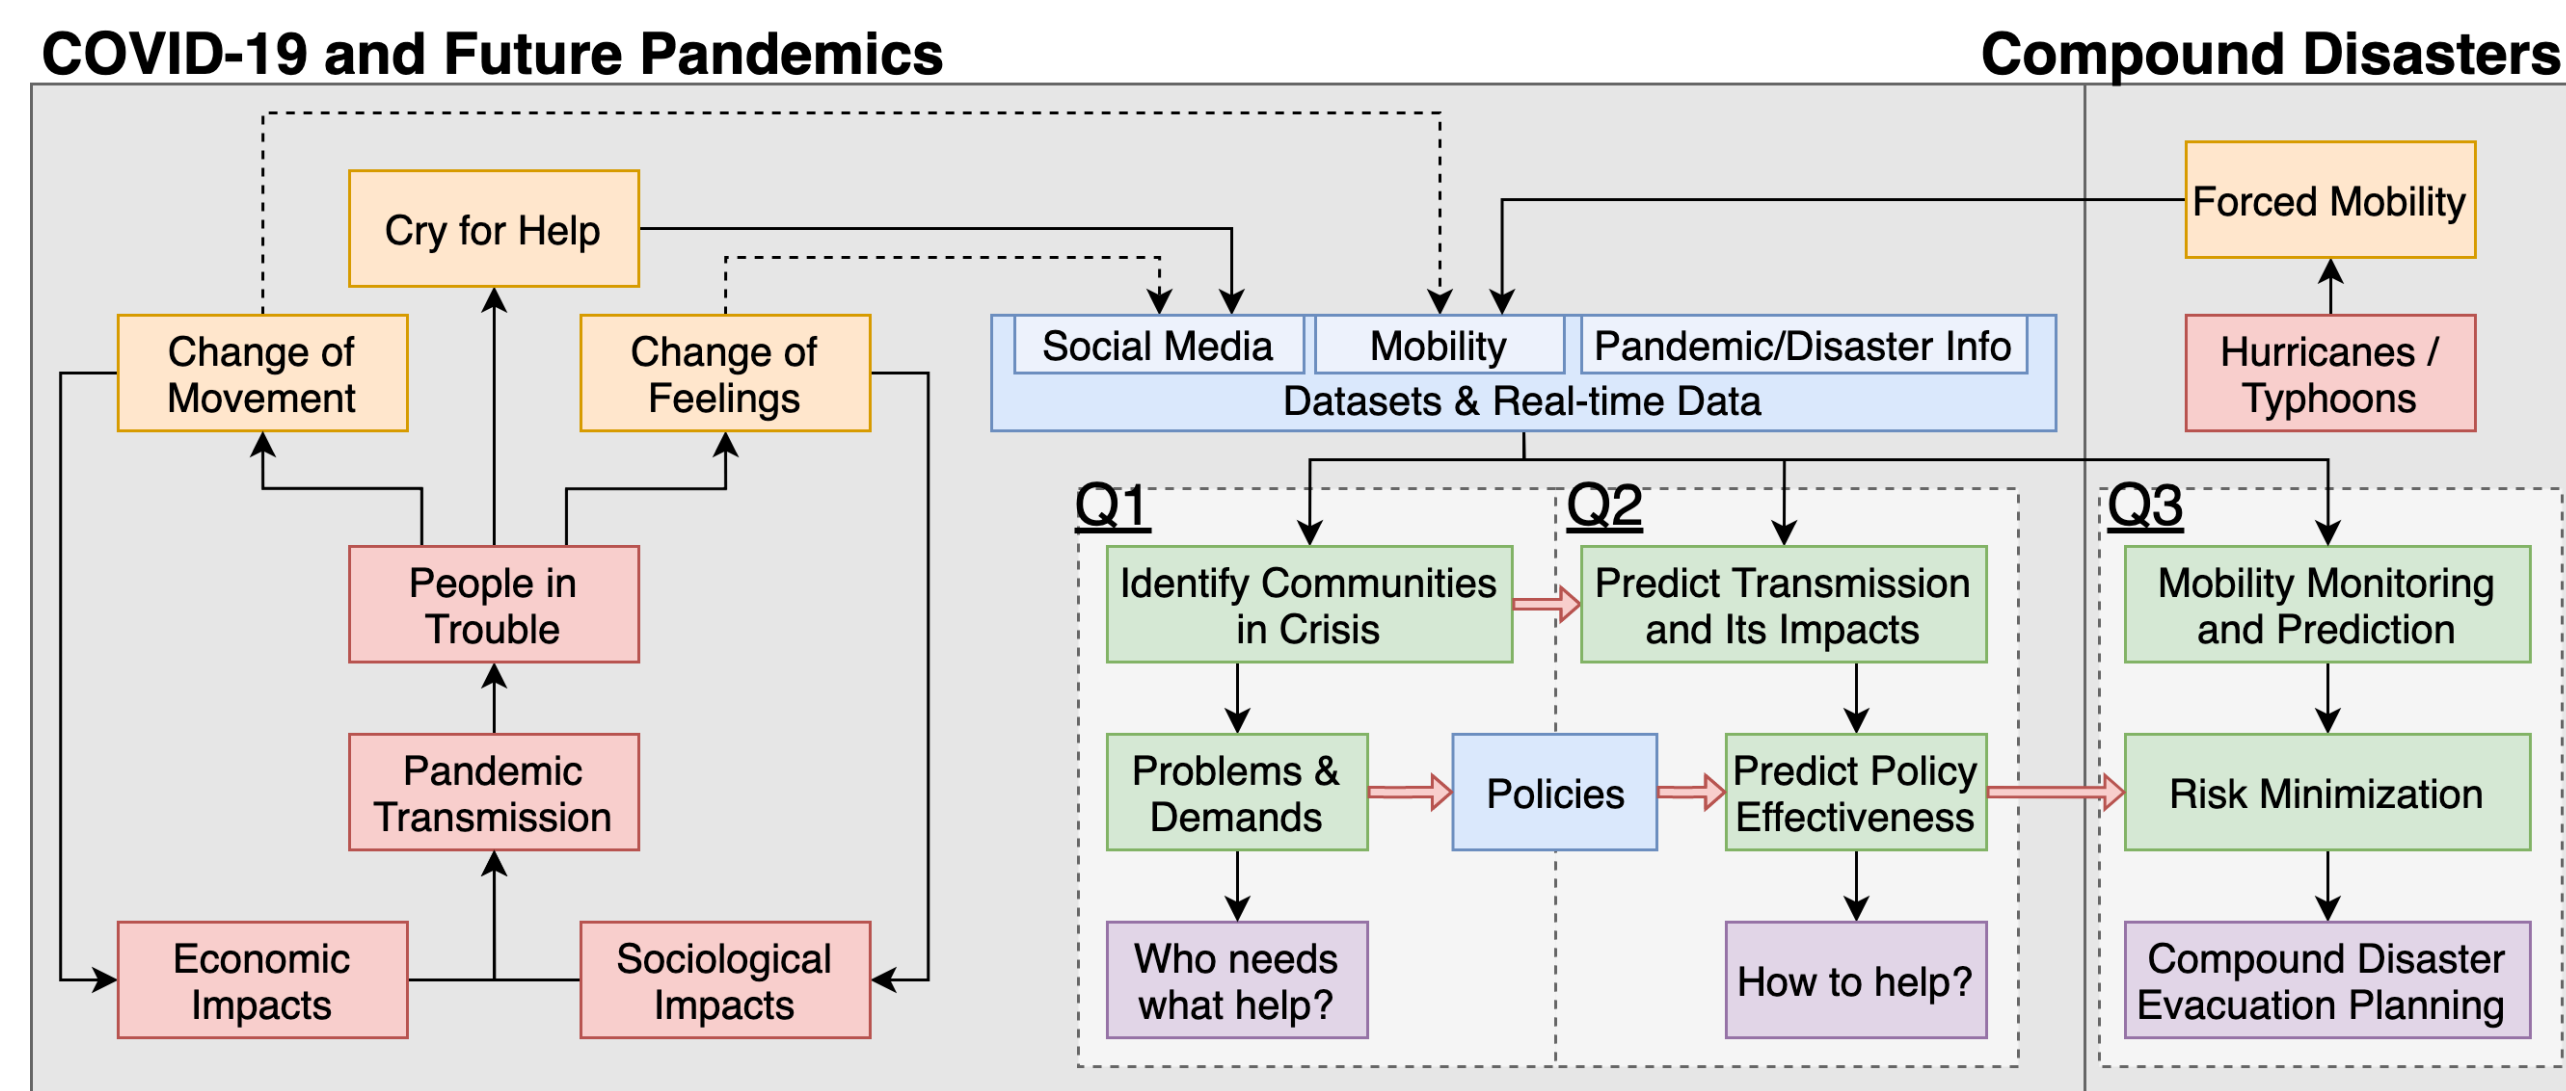 COVID-19 and Future Pandemics
Compound Disasters
Cry for Help
Forced Mobility
Change of
Movement
Change of
Feelings
Social Media
Mobility
Pandemic/Disaster Info
Datasets & Real-time Data
Hurricanes /
Typhoons
Q1
Q2
Q3
People in
Trouble
Identify Communities
in Crisis
Predict Transmission
and Its Impacts
Mobility Monitoring
and Prediction
Pandemic
Transmission
Problems &
Demands
Policies
Predict Policy
Effectiveness
Risk Minimization
Economic
Impacts
Sociological
Impacts
Who needs
what help?
How to help?
Compound Disaster
Evacuation Planning